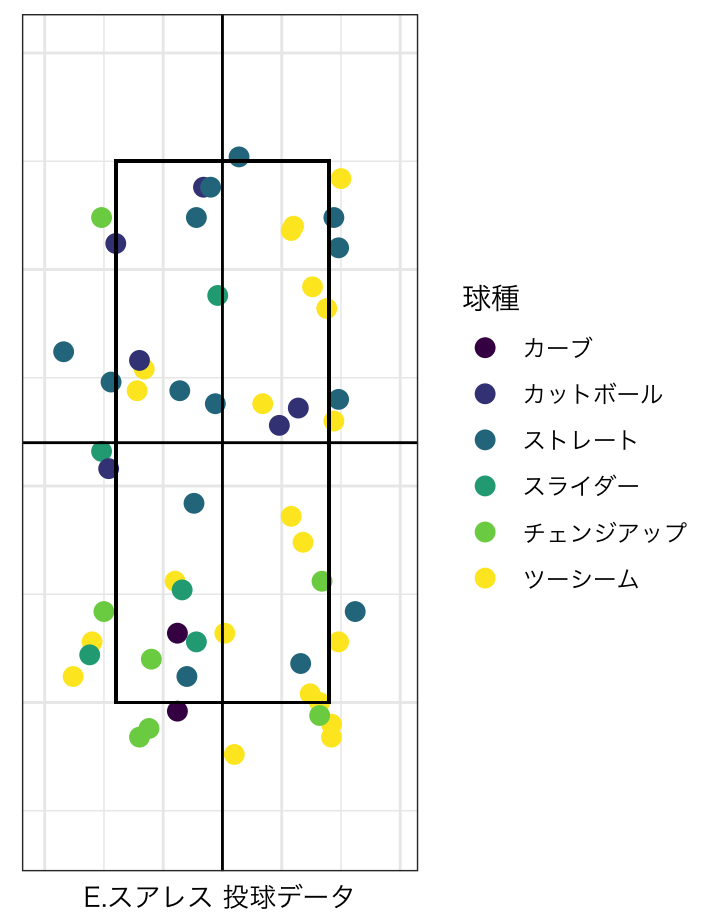 球種
カーブ
カットボール
ストレート
スライダー
チェンジアップ
ツーシーム
E.スアレス 投球データ